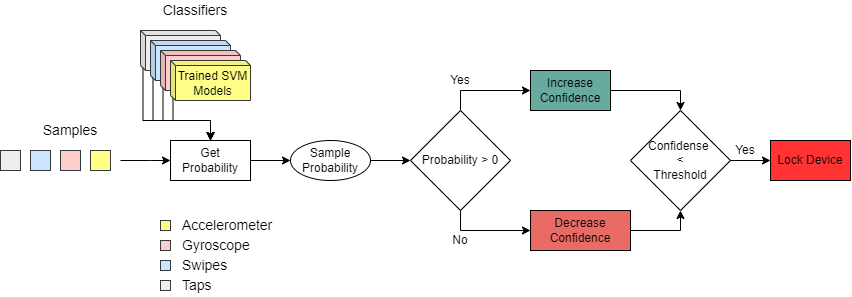 Classifiers
Trained SVM
Models
Samples
Get
Probability
Sample
Probability
Probability > 0
Yes
No
Increase
Confidence
Decrease
Confidence
Confidense
<
Threshold
Yes
Lock Device
Accelerometer
Gyroscope
Swipes
Taps